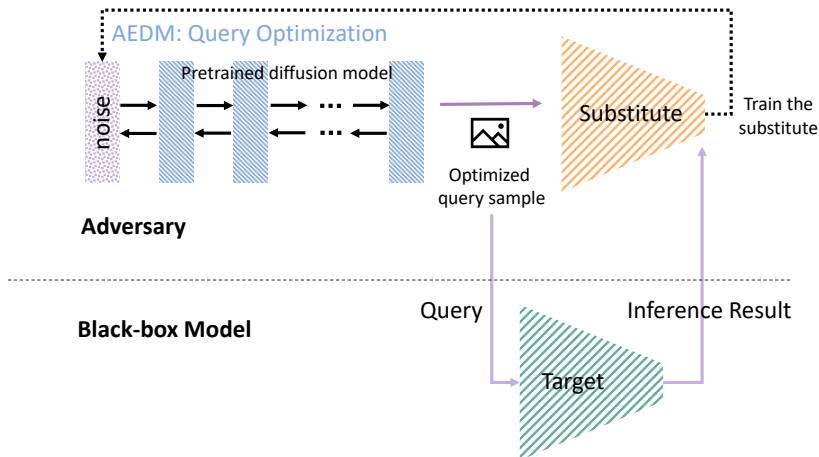 AEDM: Query Optimization
Pretrained diffusion model
noise
Substitute
Train the
substitute
Optimized
query sample
Adversary
Query
Inference Result
Black-box Model
Target